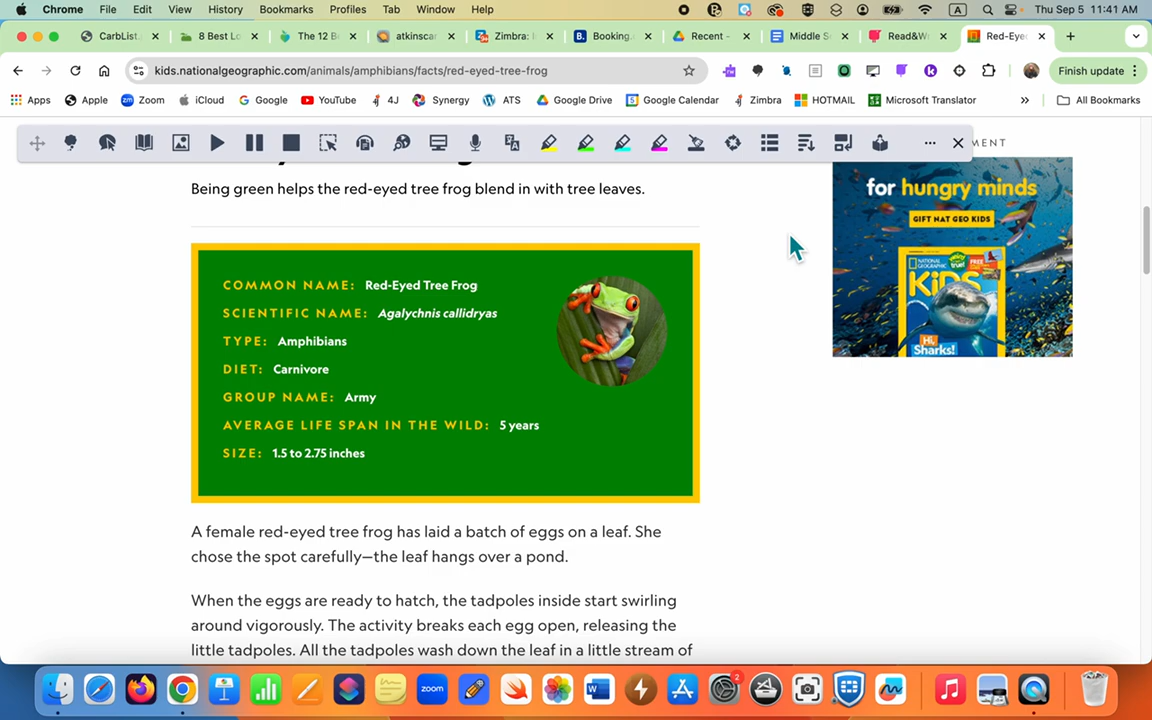 Chrome File Edit View History Bookmarks Profiles Tab Window Help A Thu Sep 5 11:41 AM
CarbList. 8 Best Lo The 12 B atkinscar Zimbra: Booking. Recent - Middle S Read&W Red-Eye
kids.nationalgeographic.com/animals/amphibians/facts/red-eyed-tree-frog Finish update
Apps Apple Zoom iCloud Google YouTube 4J Synergy ATS Google Drive Google Calendar Zimbra HOTMAIL Microsoft Translator » All Bookmarks
MENT
Being green helps the red-eyed tree frog blend in with tree leaves.
for hungry minds
GIFT NAT GEO KIDS
NATIONAL GEOGRAPHIC
KiDS
FREE
HI, Sharks!
COMMON NAME: Red-Eyed Tree Frog
SCIENTIFIC NAME: Agalychnis callidryas
TYPE: Amphibians
DIET: Carnivore
GROUP NAME: Army
AVERAGE LIFE SPAN IN THE WILD: 5 years
SIZE: 1.5 to 2.75 inches
A female red-eyed tree frog has laid a batch of eggs on a leaf. She
chose the spot carefully—the leaf hangs over a pond.
When the eggs are ready to hatch, the tadpoles inside start swirling
around vigorously. The activity breaks each egg open, releasing the
little tadpoles. All the tadpoles wash down the leaf in a little stream of
zoom 2